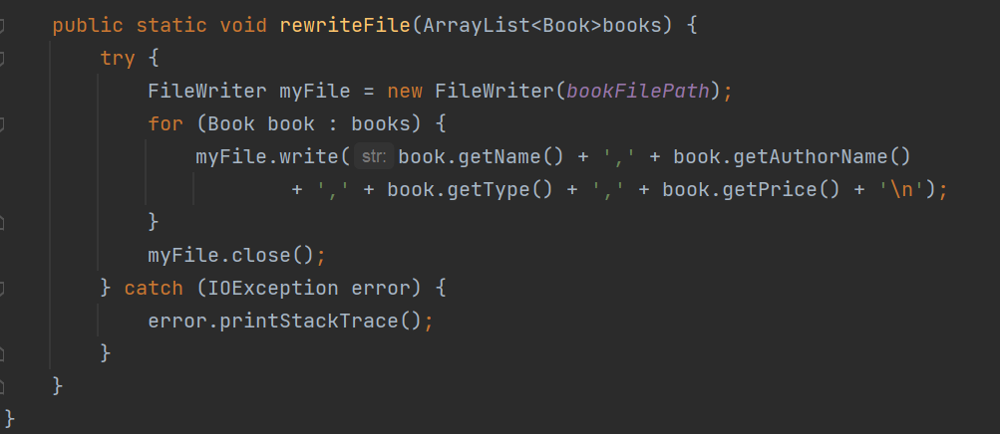 public static void rewriteFile(ArrayList<Book>books) {
try {
FileWriter myFile = new FileWriter(bookFilePath);
for (Book book : books) {
myFile.write( str: book.getName() + ',' + book.getAuthorName()
+ ',' + book.getType() + ',' + book.getPrice() + '\n');
}
myFile.close();
} catch (IOException error) {
error.printStackTrace();
}
}
}